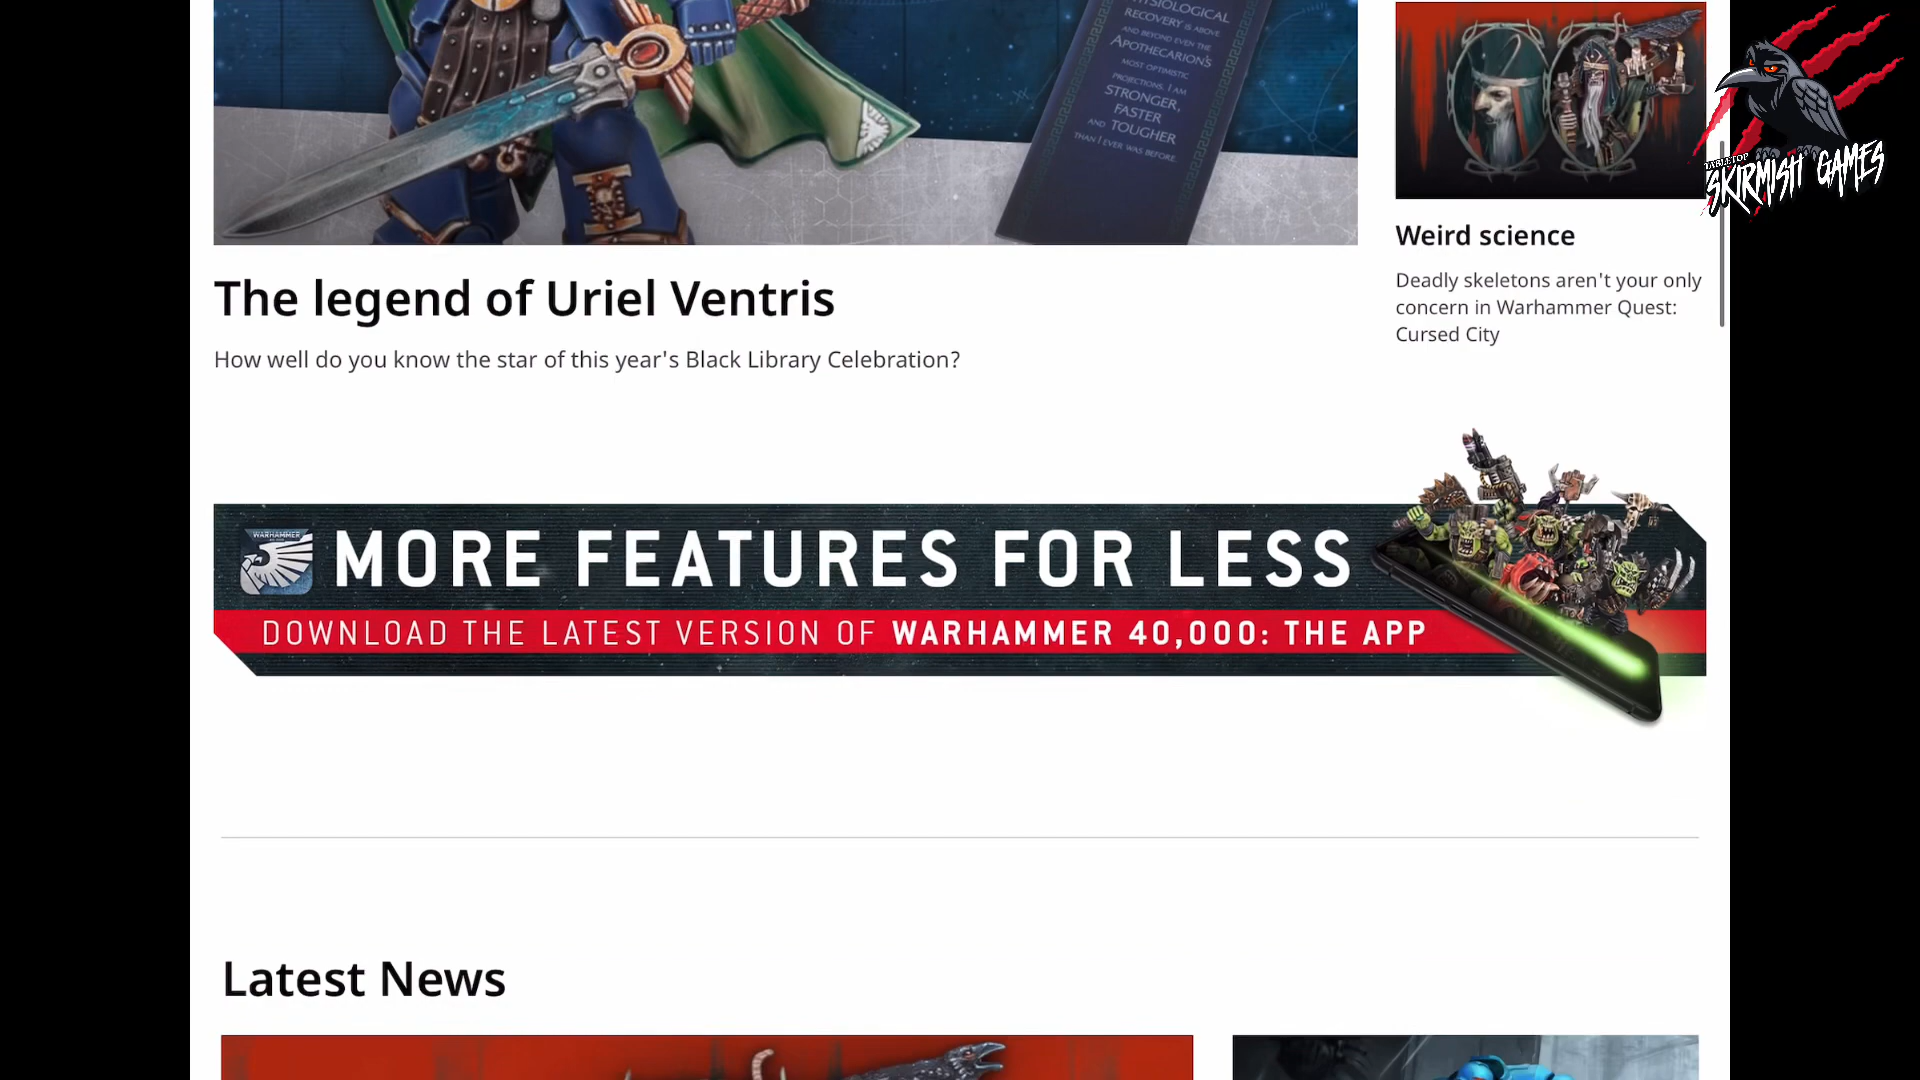 PHYSIOLOGICAL
RECOVERY IS ABOVE
AND BEYOND EVEN THE
APOTHECARION'S
MOST OPTIMISTIC
PROJECTIONS. I AM
STRONGER,
FASTER
AND TOUGHER
THAN I EVER WAS BEFORE.
TABLETOP
SKIRMISH GAMES
Weird science
Deadly skeletons aren't your only
concern in Warhammer Quest:
Cursed City
The legend of Uriel Ventris
How well do you know the star of this year's Black Library Celebration?
WARHAMMER
MORE FEATURES FOR LESS
DOWNLOAD THE LATEST VERSION OF WARHAMMER 40,000: THE APP
Latest News